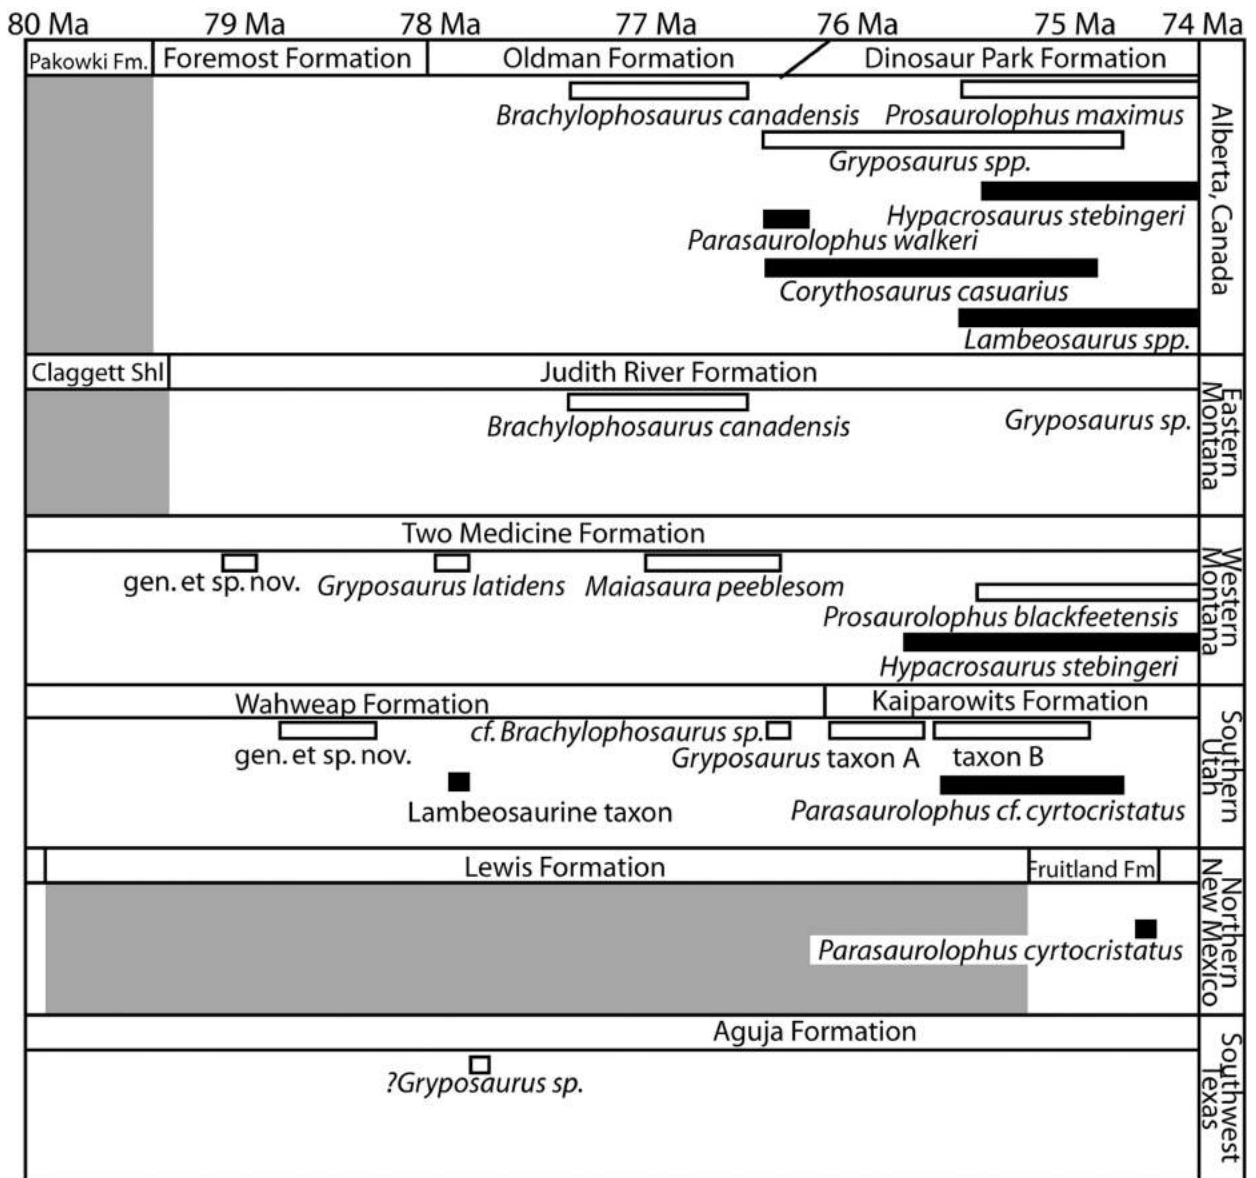 80 Ma 79 Ma 78 Ma 77 Ma 76 Ma 75 Ma 74 Ma
Pakowki Fm. Foremost Formation Oldman Formation Dinosaur Park Formation
Brachylophosaurus canadensis Prosaurolophus maximus
Gryposaurus spp.
Hypacrosaurus stebingeri
Parasaurolophus walkeri
Corythosaurus casuarius
Lambeosaurus spp.
Alberta, Canada
Claggett Shl Judith River Formation
Brachylophosaurus canadensis Gryposaurus sp.
Eastern
Montana
Two Medicine Formation
gen. et sp. nov. Gryposaurus latidens Maiasaura peeblesom
Prosaurolophus blackfeetensis
Hypacrosaurus stebingeri
Western
Montana
Wahweap Formation Kaiparowits Formation
cf. Brachylophosaurus sp.
gen. et sp. nov. Gryposaurus taxon A taxon B
Lambeosaurine taxon Parasaurolophus cf. cyrtocristatus
Southern
Utah
Lewis Formation Fruitland Fm
Parasaurolophus cyrtocristatus
Northern
New Mexico
Aguja Formation
?Gryposaurus sp.
Southwest
Texas